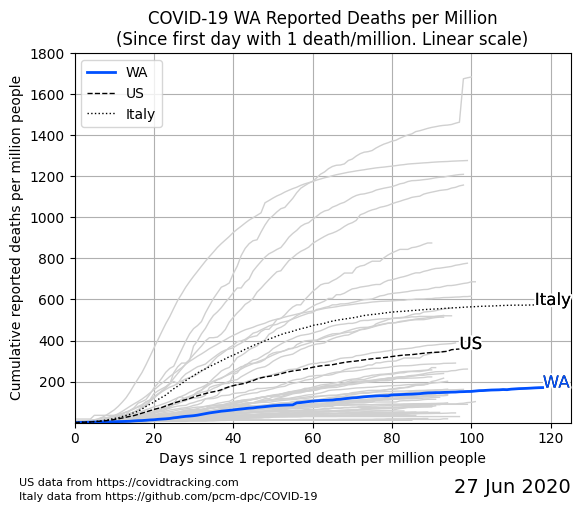 COVID-19 WA Reported Deaths per Million
(Since first day with 1 death/million. Linear scale)
Cumulative reported deaths per million people
1800
1600
1400
1200
1000
800
600
400
200
WA
US
Italy
Italy
US
WA
0
20
40
60
80
100
120
Days since 1 reported death per million people
US data from https://covidtracking.com
Italy data from https://github.com/pcm-dpc/COVID-19
27 Jun 2020